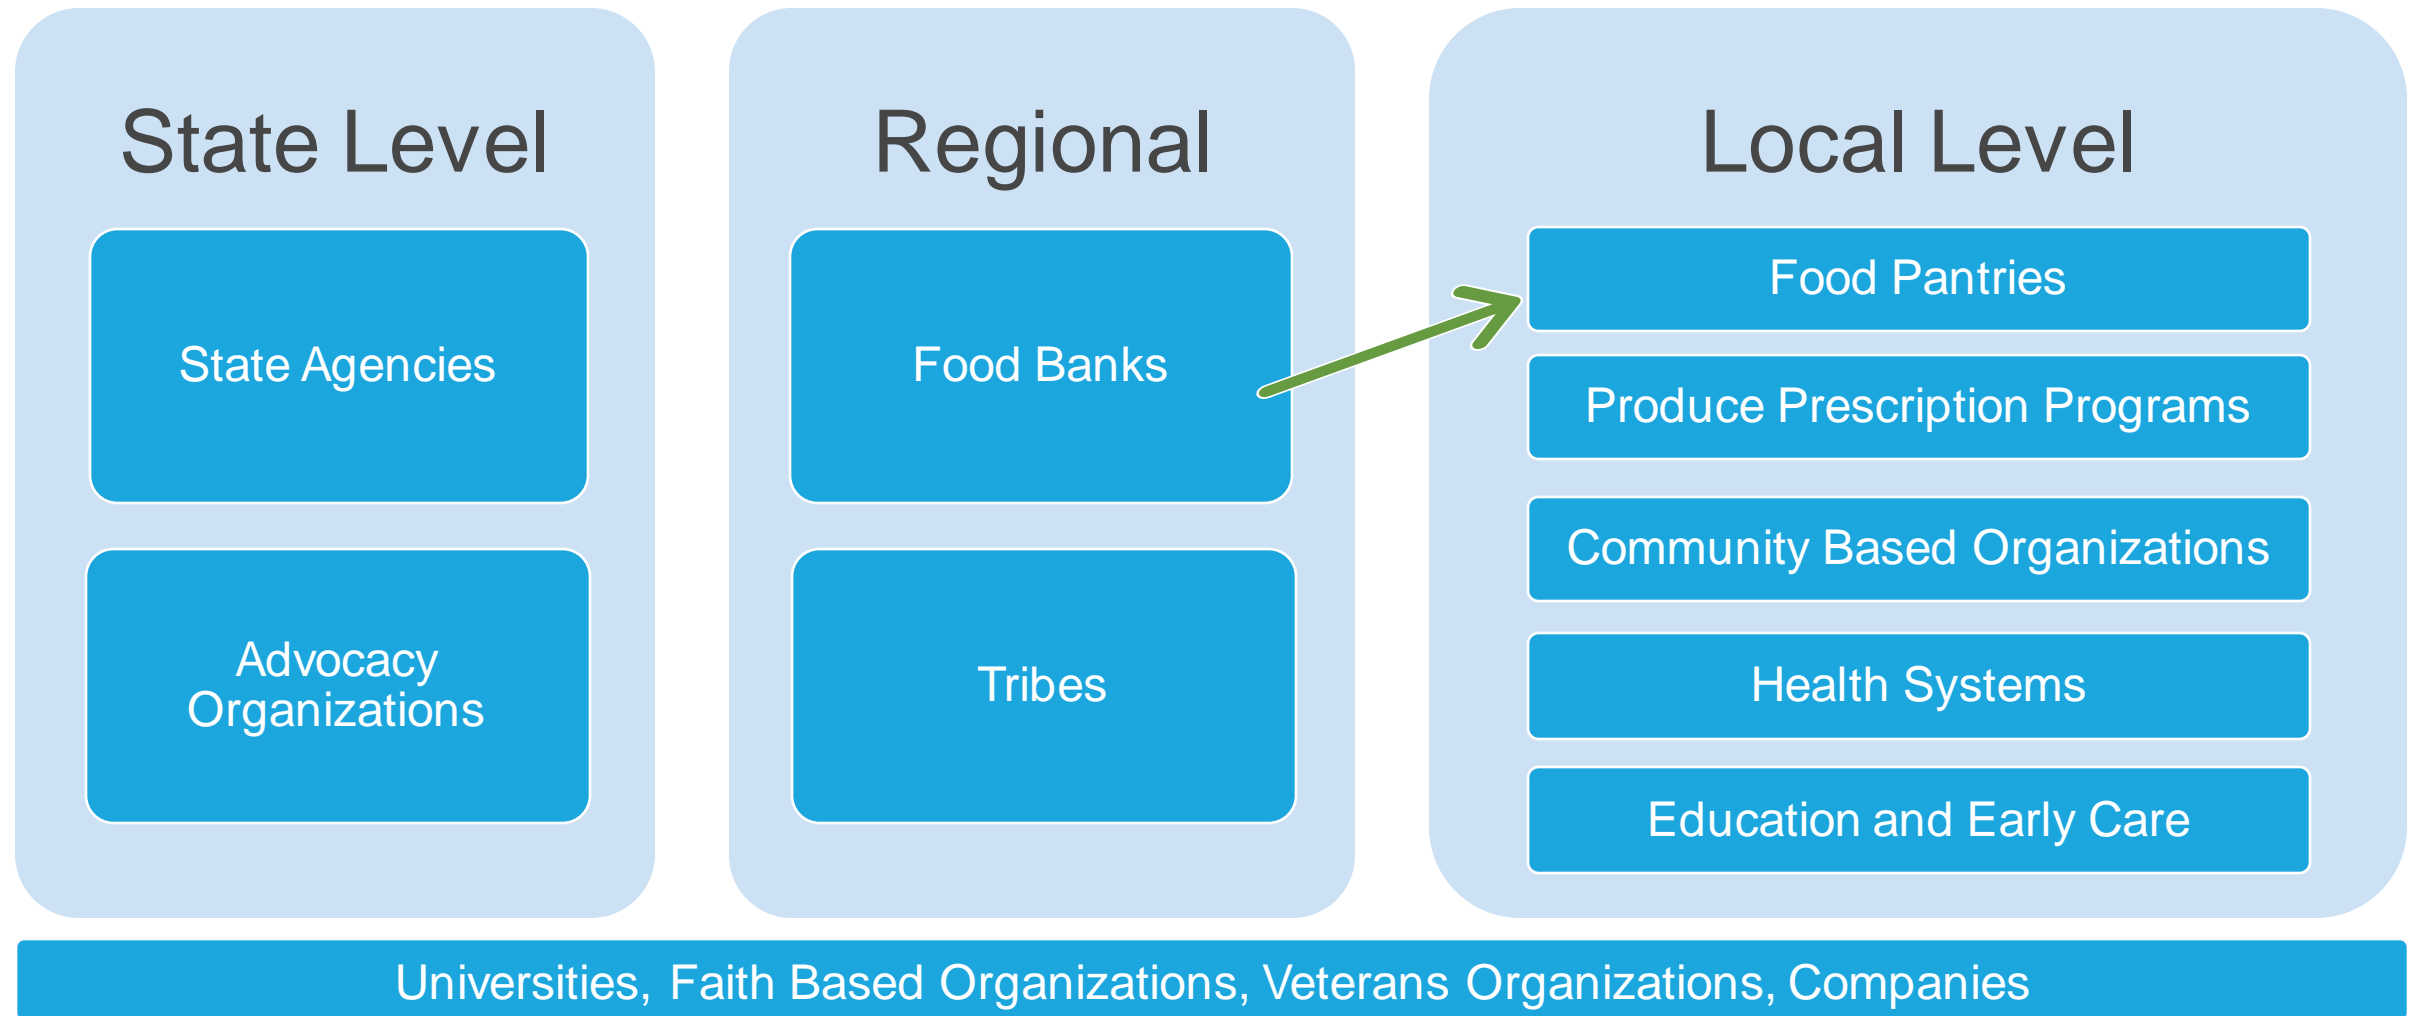 State Level
State Agencies
Advocacy
Organizations
Regional
Food Banks
Tribes
Local Level
Food Pantries
Produce Prescription Programs
Community Based Organizations
Health Systems
Education and Early Care
Universities, Faith Based Organizations, Veterans Organizations, Companies